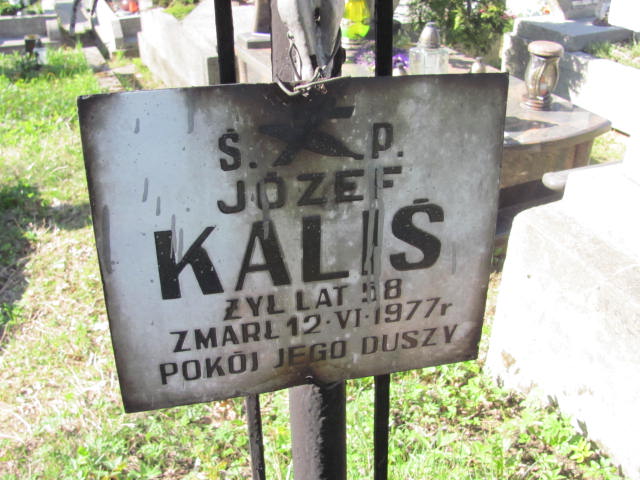 Ś. P.
JÓZEF
KALIŚ
ŻYŁ LAT 58
ZMARŁ 12·VI·1977r
POKÓJ JEGO DUSZY